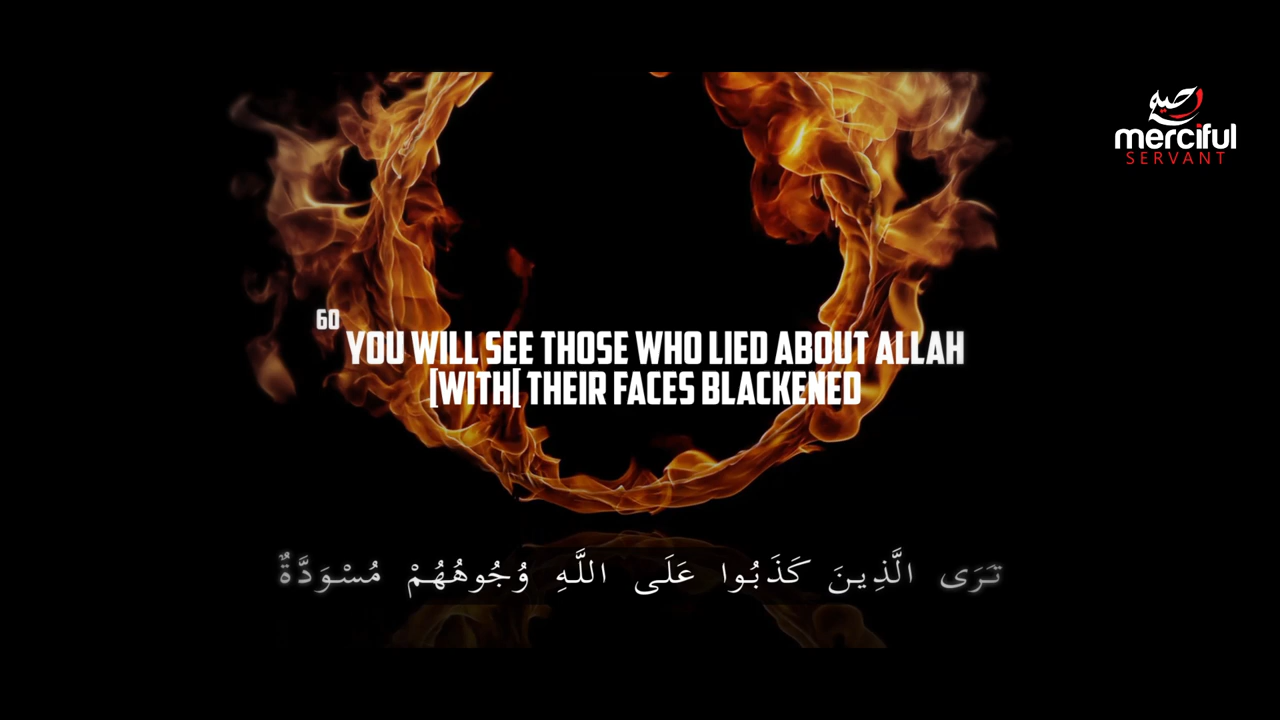 merciful
SERVANT
60
YOU WILL SEE THOSE WHO LIED ABOUT ALLAH
[WITH[ THEIR FACES BLACKENED
تَرَى الَّذِينَ كَذَبُوا عَلَى اللَّهِ وُجُوهُهُمْ مُسْوَدَّةٌ